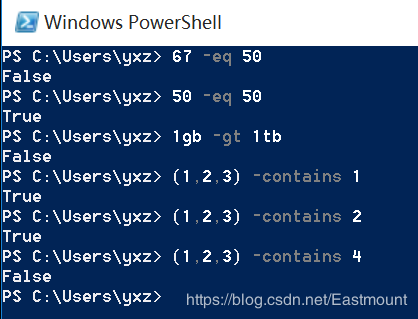 Windows PowerShell
PS C:\Users\yxz> 67 -eq 50
False
PS C:\Users\yxz> 50 -eq 50
True
PS C:\Users\yxz> 1gb -gt 1tb
False
PS C:\Users\yxz> (1,2,3) -contains 1
True
PS C:\Users\yxz> (1,2,3) -contains 2
True
PS C:\Users\yxz> (1,2,3) -contains 4
False
PS C:\Users\yxz>
https://blog.csdn.net/Eastmount